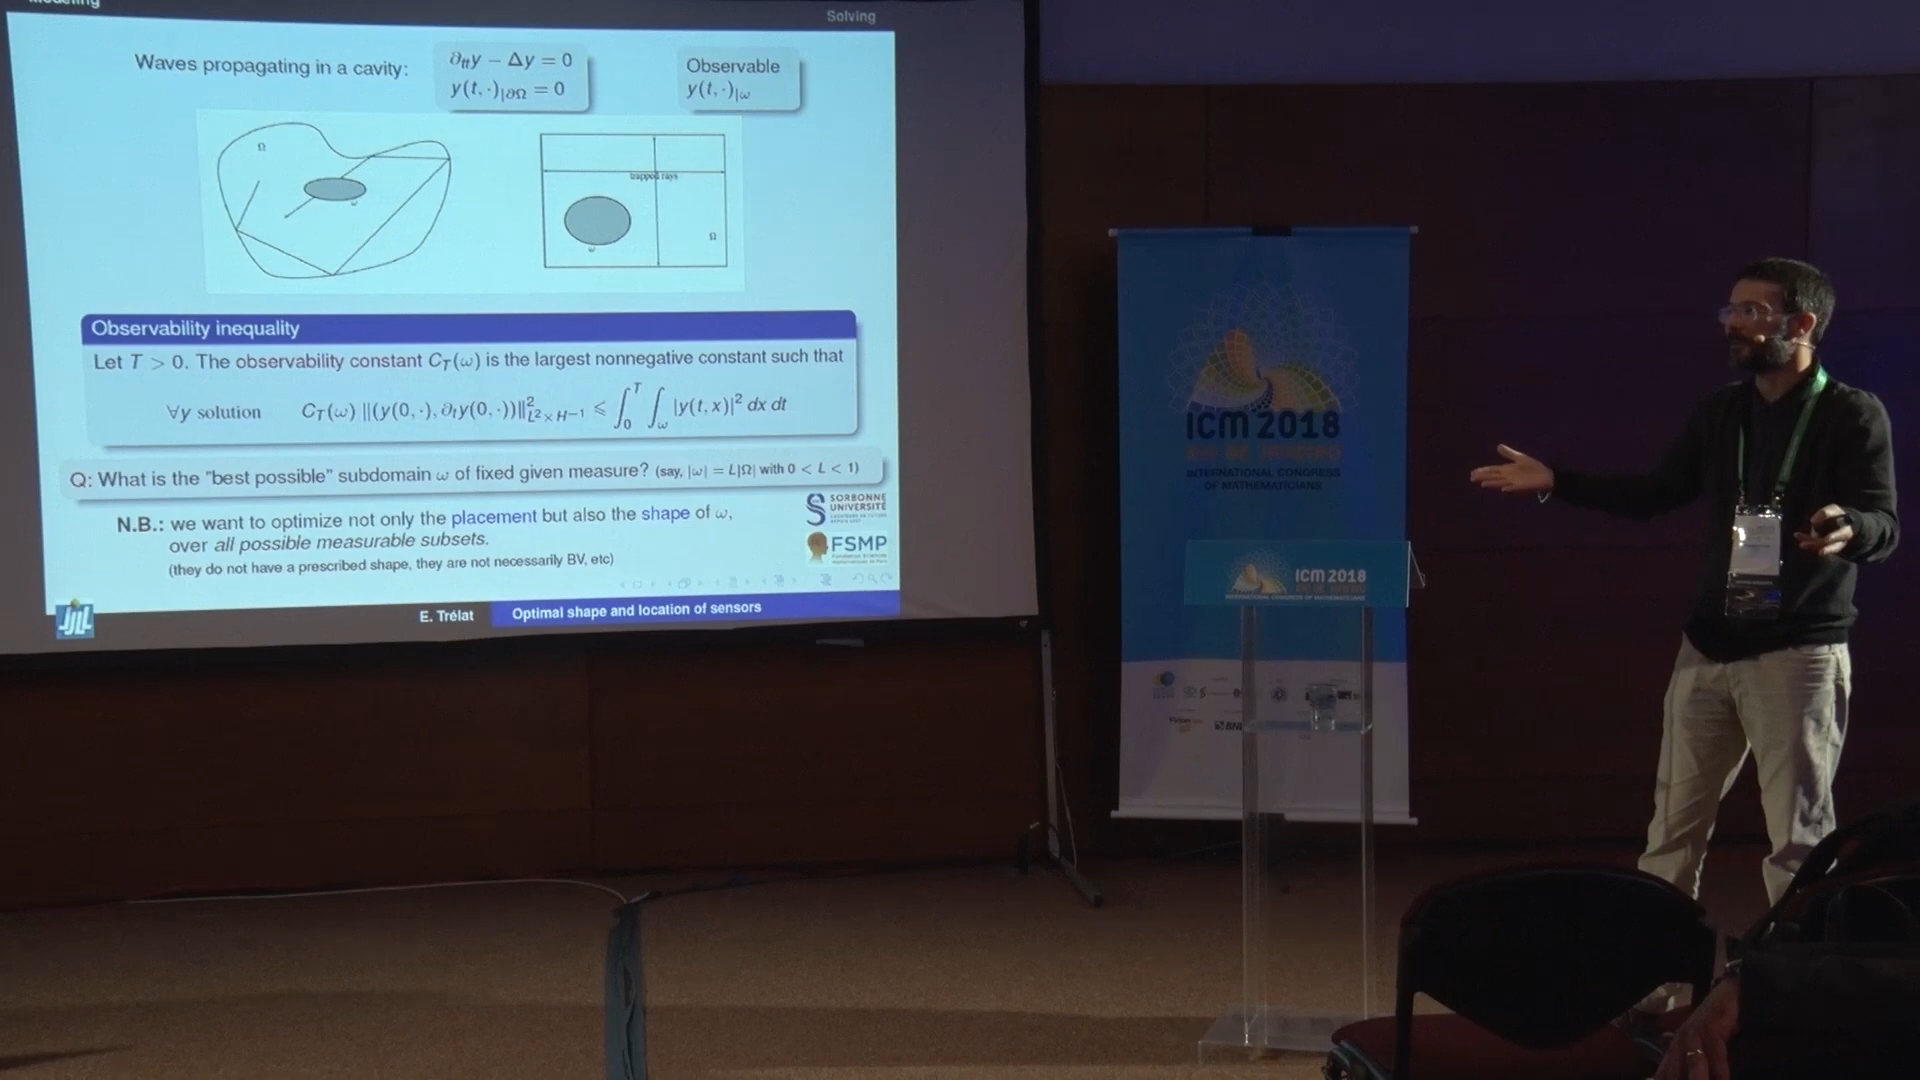 Modeling
Solving
Waves propagating in a cavity:
∂ₜₜy − Δy = 0
y(t, ·)|∂Ω = 0
Observable
y(t, ·)|ω
Ω
ω
trapped rays
ω
Ω
Observability inequality
Let T > 0. The observability constant C_T(ω) is the largest nonnegative constant such that
∀y solution C_T(ω) ‖(y(0, ·), ∂ₜy(0, ·))‖²_{L²×H⁻¹} ⩽ ∫₀ᵀ ∫_ω |y(t, x)|² dx dt
Q: What is the "best possible" subdomain ω of fixed given measure? (say, |ω| = L|Ω| with 0 < L < 1)
N.B.: we want to optimize not only the placement but also the shape of ω,
over all possible measurable subsets.
(they do not have a prescribed shape, they are not necessarily BV, etc)
SORBONNE
UNIVERSITÉ
FSMP
E. Trélat
Optimal shape and location of sensors
ICM 2018
RIO DE JANEIRO
INTERNATIONAL CONGRESS
OF MATHEMATICIANS
ICM 2018